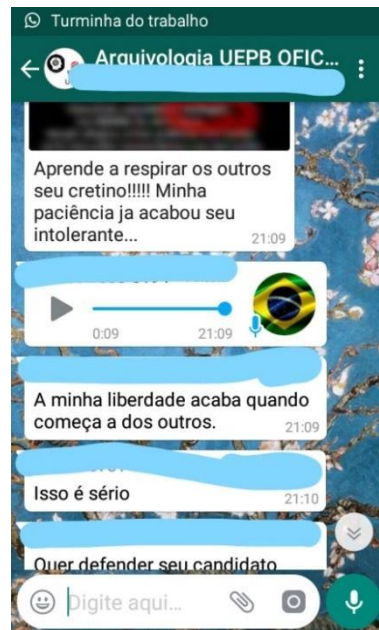 Turminha do trabalho
Arquivologia UEPB OFIC...
Aprende a respirar os outros
seu cretino!!!!! Minha
paciência ja acabou seu
intolerante...
21:09
0:09
21:09
A minha liberdade acaba quando
começa a dos outros.
21:09
Isso é sério
21:10
Quer defender seu candidato
Digite aqui...